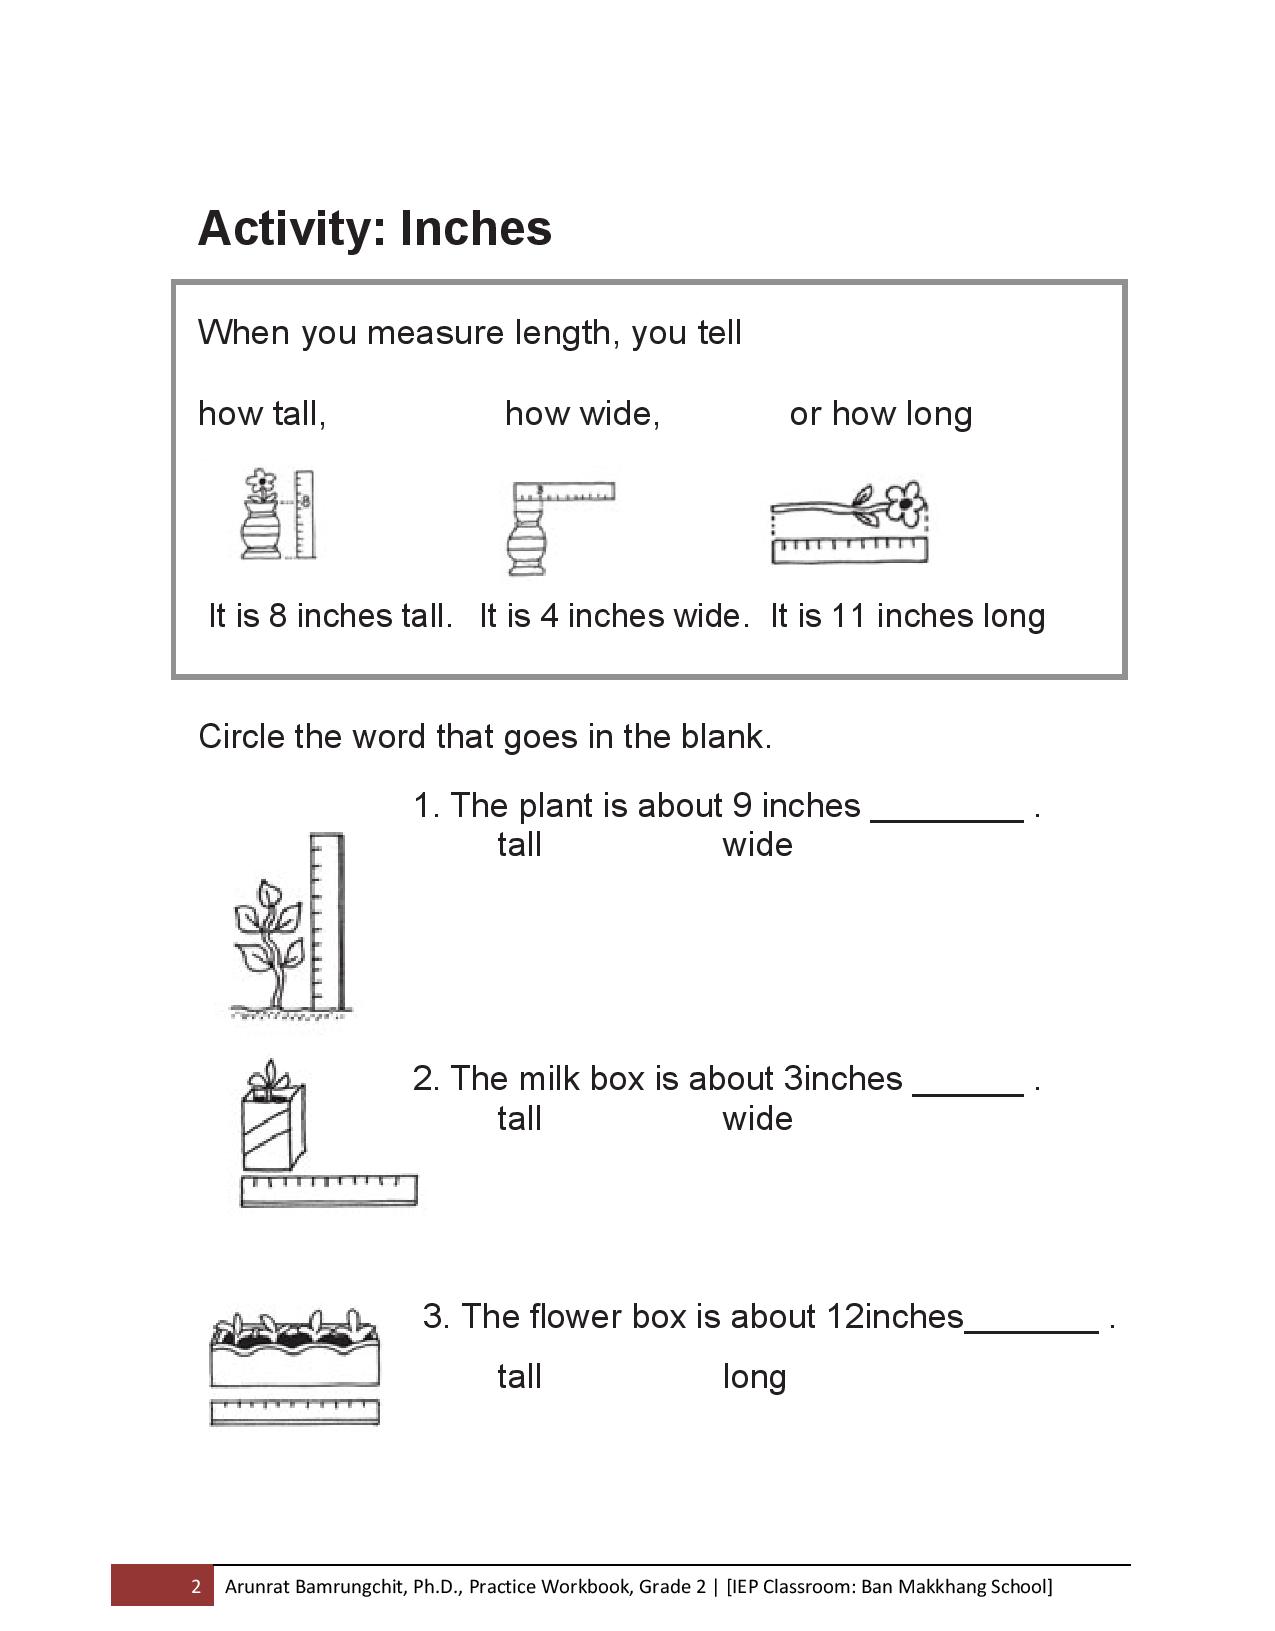 Activity: Inches
When you measure length, you tell
how tall, how wide, or how long
8
3
It is 8 inches tall. It is 4 inches wide. It is 11 inches long
Circle the word that goes in the blank.
1. The plant is about 9 inches ________ .
tall wide
2. The milk box is about 3inches ______ .
tall wide
3. The flower box is about 12inches_______ .
tall long
2 Arunrat Bamrungchit, Ph.D., Practice Workbook, Grade 2 | [IEP Classroom: Ban Makkhang School]